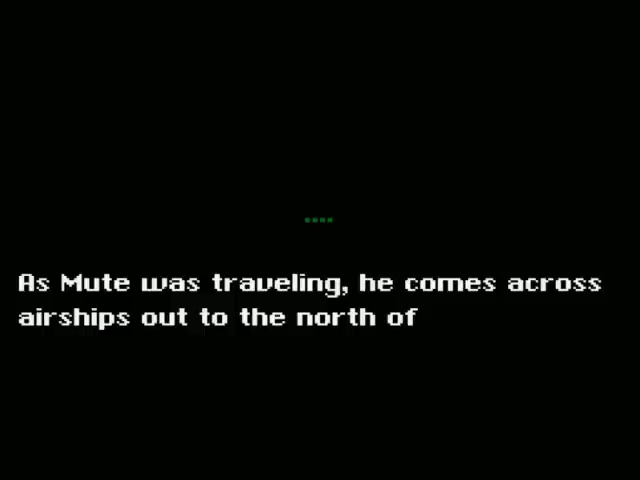 ....
As Mute was traveling, he comes across
airships out to the north of